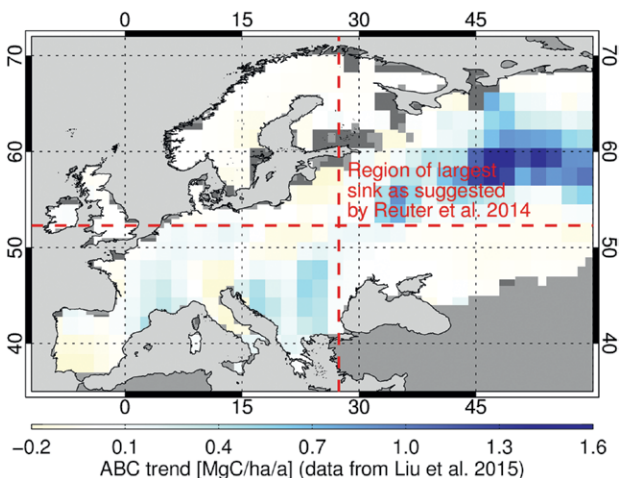 0 15 30 45
70 70
60 60
Region of largest
sink as suggested
by Reuter et al. 2014
50 50
40 40
0 15 30 45
−0.2 0.1 0.4 0.7 1.0 1.3 1.6
ABC trend [MgC/ha/a] (data from Liu et al. 2015)